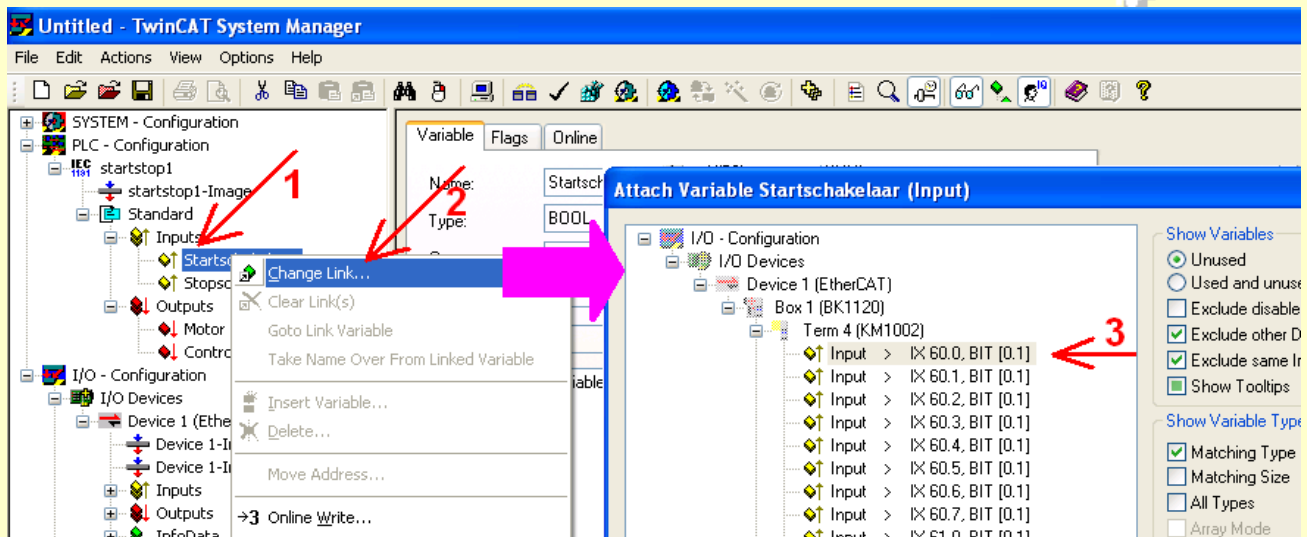 Untitled - TwinCAT System Manager
File Edit Actions View Options Help
SYSTEM - Configuration
PLC - Configuration
IEC 1131 startstop1
startstop1-Image
Standard
Inputs
Outputs
Motor
I/O - Configuration
I/O Devices
Device 1
Device 1-I
Device 1-I
Inputs
Outputs
InfoData
1
Change Link...
Clear Link(s)
Goto Link Variable
Take Name Over From Linked Variable
Insert Variable...
Delete...
Move Address...
→3 Online Write...
Variable Flags Online
Name:
Type: BOOL
2
Attach Variable Startschakelaar (Input)
I/O - Configuration
I/O Devices
Device 1 (EtherCAT)
Box 1 (BK1120)
Term 4 (KM1002)
Input > IX 60.0, BIT [0.1]
Input > IX 60.1, BIT [0.1]
Input > IX 60.2, BIT [0.1]
Input > IX 60.3, BIT [0.1]
Input > IX 60.4, BIT [0.1]
Input > IX 60.5, BIT [0.1]
Input > IX 60.6, BIT [0.1]
Input > IX 60.7, BIT [0.1]
Input > IX 61.0, BIT [0.1]
3
Show Variables
Unused
Used and unuse
Exclude disable
Exclude other D
Exclude same Ir
Show Tooltips
Show Variable Type
Matching Type
Matching Size
All Types
Array Mode